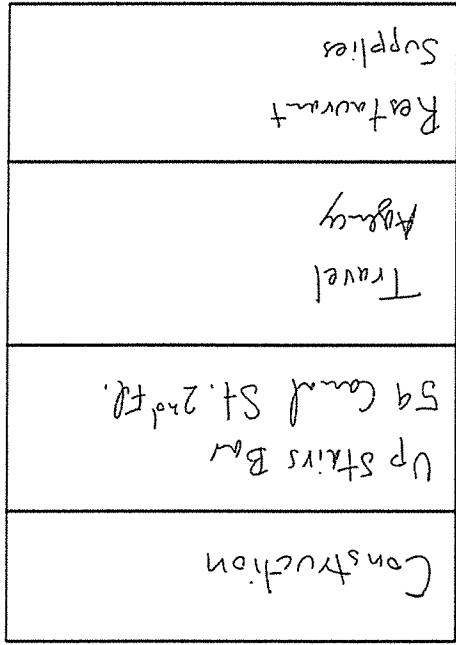 Construction
Up Stairs Bar
59 Canal St. 2nd Fl.
Travel
Agency
Restaurant
Supplies